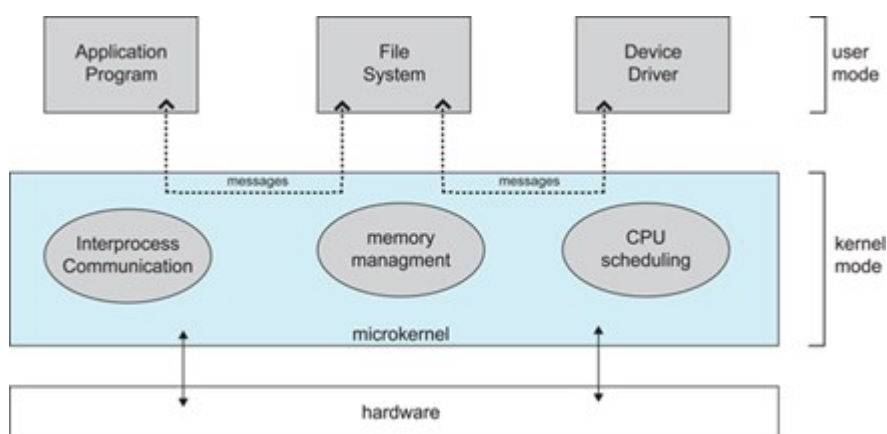 Application
Program
File
System
Device
Driver
user
mode
messages
messages
Interprocess
Communication
memory
managment
CPU
scheduling
kernel
mode
microkernel
hardware